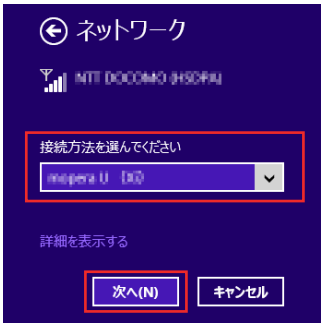 ネットワーク
NTT DOCOMO (HSDPA)
接続方法を選んでください
mopera U
詳細を表示する
次へ(N)
キャンセル